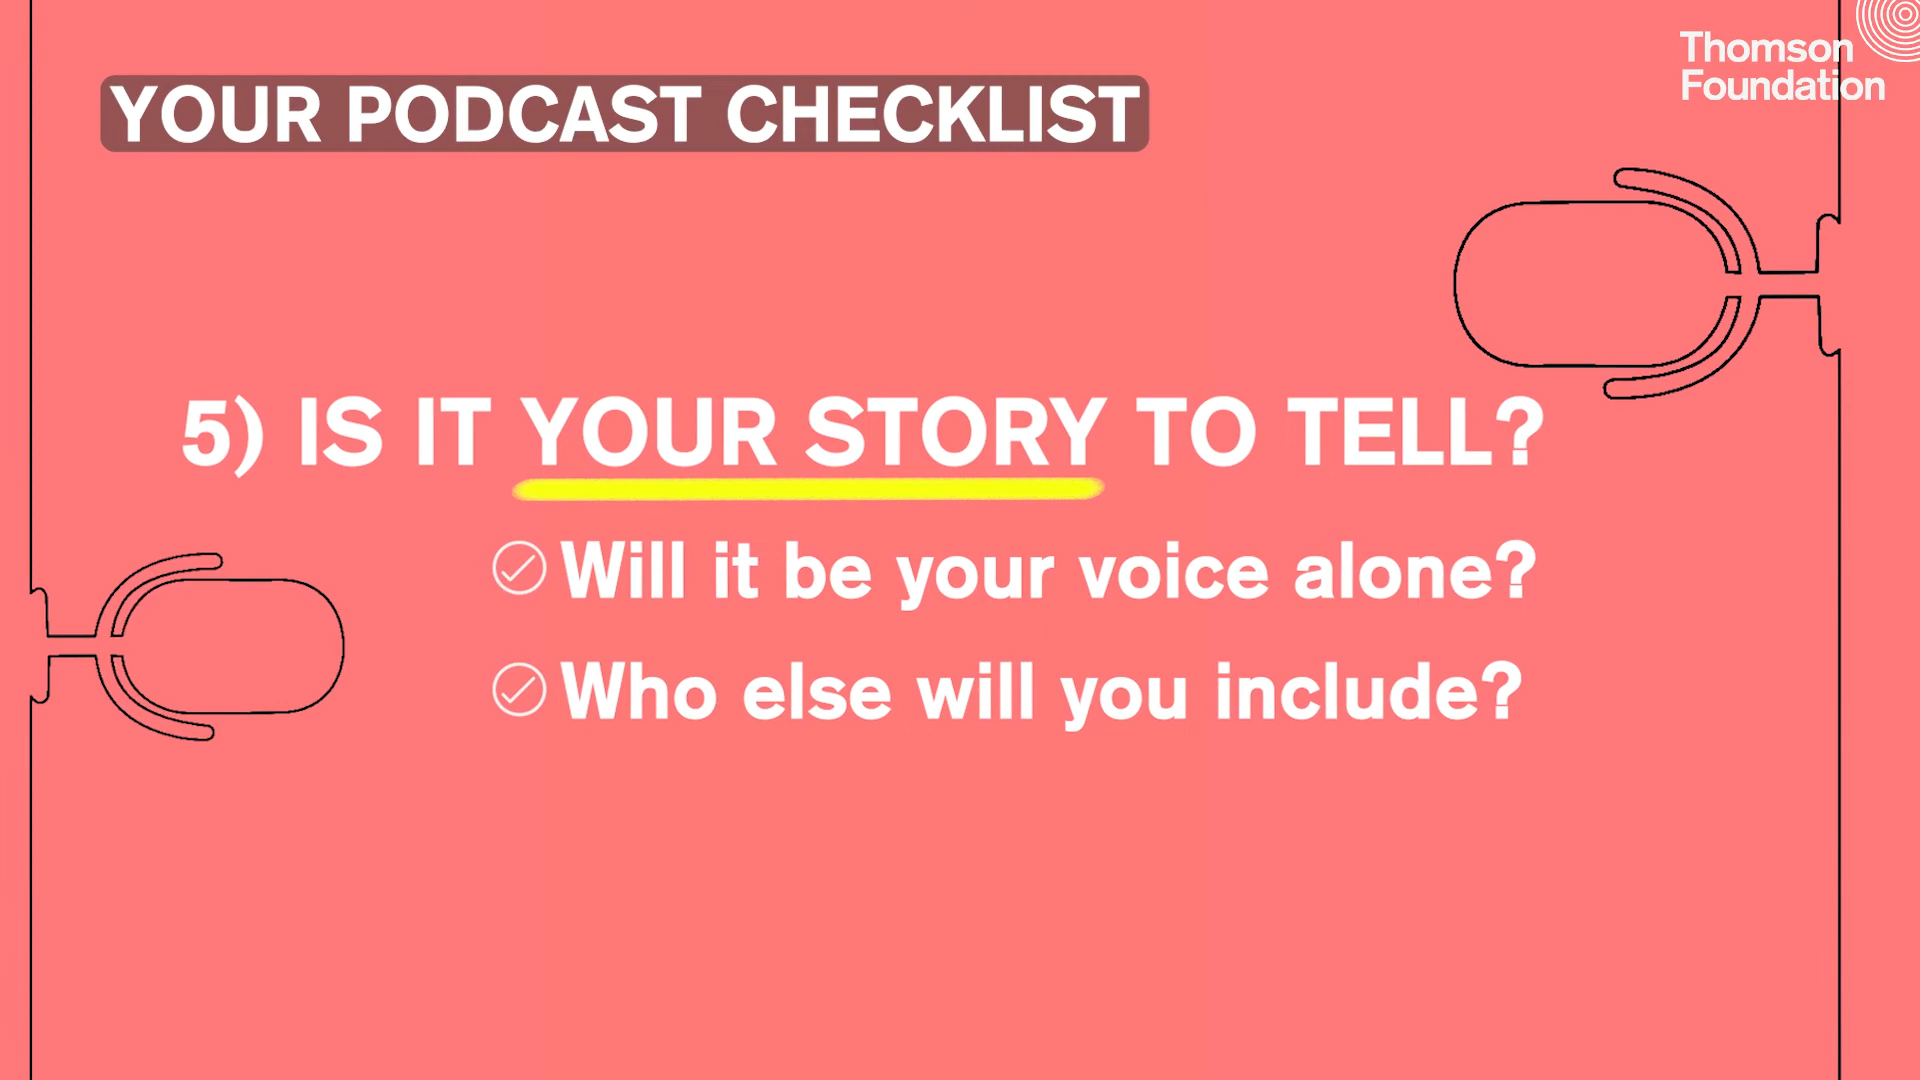 YOUR PODCAST CHECKLIST
Thomson
Foundation
5) IS IT YOUR STORY TO TELL?
Will it be your voice alone?
Who else will you include?